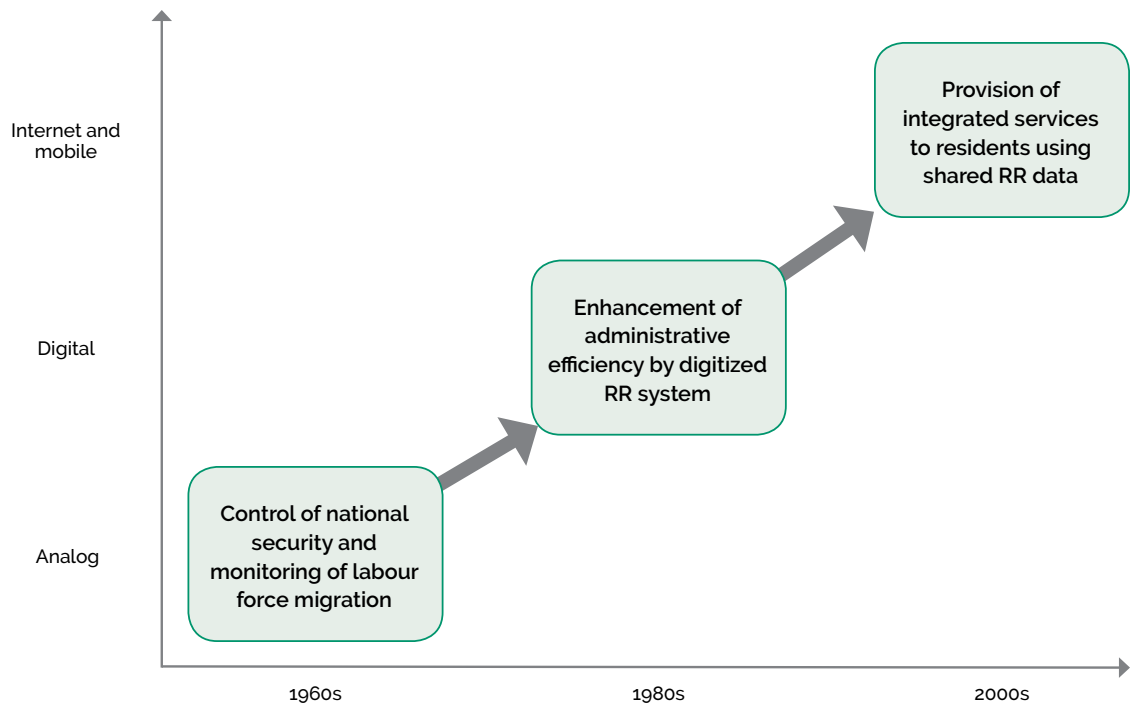 Internet and
mobile
Provision of
integrated services
to residents using
shared RR data
Digital
Enhancement of
administrative
efficiency by digitized
RR system
Analog
Control of national
security and
monitoring of labour
force migration
1960s
1980s
2000s